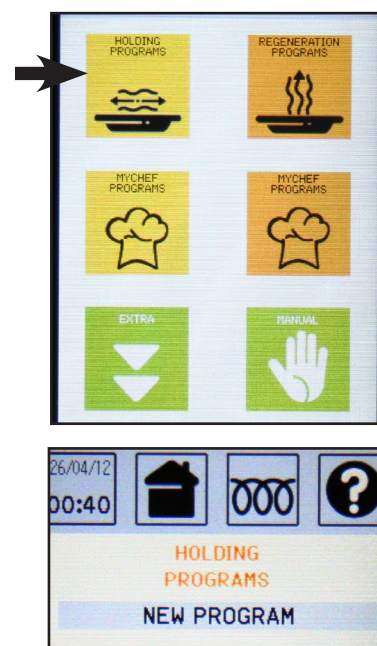 HOLDING
PROGRAMS
REGENERATION
PROGRAMS
MYCHEF
PROGRAMS
MYCHEF
PROGRAMS
EXTRA
MANUAL
26/04/12
00:40
?
HOLDING
PROGRAMS
NEW PROGRAM